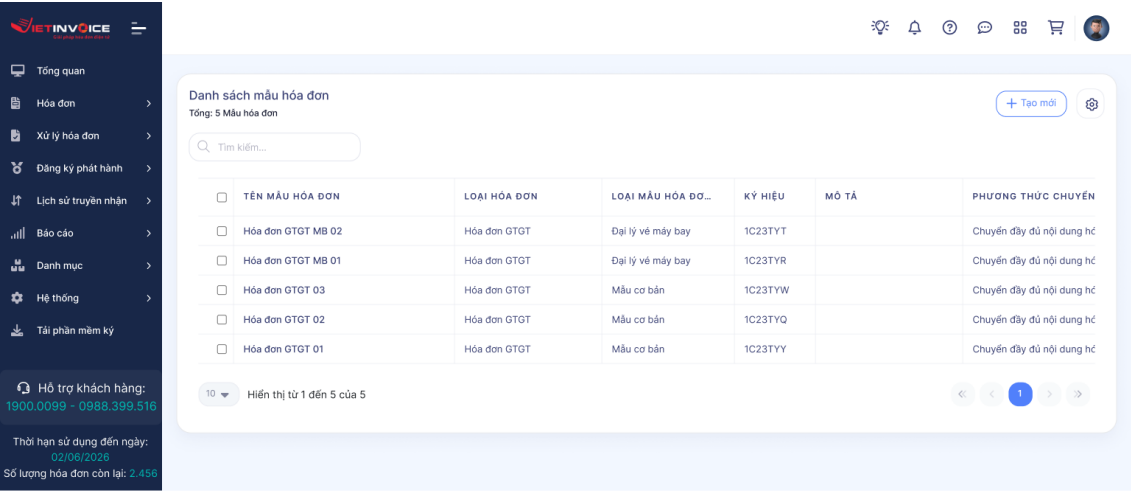 VIETINVOICE
Tổng quan
Hóa đơn
Xử lý hóa đơn
Đăng ký phát hành
Lịch sử truyền nhận
Báo cáo
Danh mục
Hệ thống
Tải phần mềm ký
Hỗ trợ khách hàng:
1900.0099 - 0988.399.516
Thời hạn sử dụng đến ngày:
02/06/2026
Số lượng hóa đơn còn lại: 2.456
Danh sách mẫu hóa đơn
Tổng: 5 Mẫu hóa đơn
+ Tạo mới
Tìm kiếm...
TÊN MẪU HÓA ĐƠN LOẠI HÓA ĐƠN LOẠI MẪU HÓA ĐƠ... KÝ HIỆU MÔ TẢ PHƯƠNG THỨC CHUYỂN
Hóa đơn GTGT MB 02 Hóa đơn GTGT Đại lý vé máy bay 1C23TYT Chuyển đầy đủ nội dung hó
Hóa đơn GTGT MB 01 Hóa đơn GTGT Đại lý vé máy bay 1C23TYR Chuyển đầy đủ nội dung hó
Hóa đơn GTGT 03 Hóa đơn GTGT Mẫu cơ bản 1C23TYW Chuyển đầy đủ nội dung hó
Hóa đơn GTGT 02 Hóa đơn GTGT Mẫu cơ bản 1C23TYQ Chuyển đầy đủ nội dung hó
Hóa đơn GTGT 01 Hóa đơn GTGT Mẫu cơ bản 1C23TYY Chuyển đầy đủ nội dung hó
10 Hiển thị từ 1 đến 5 của 5 « < 1 > »